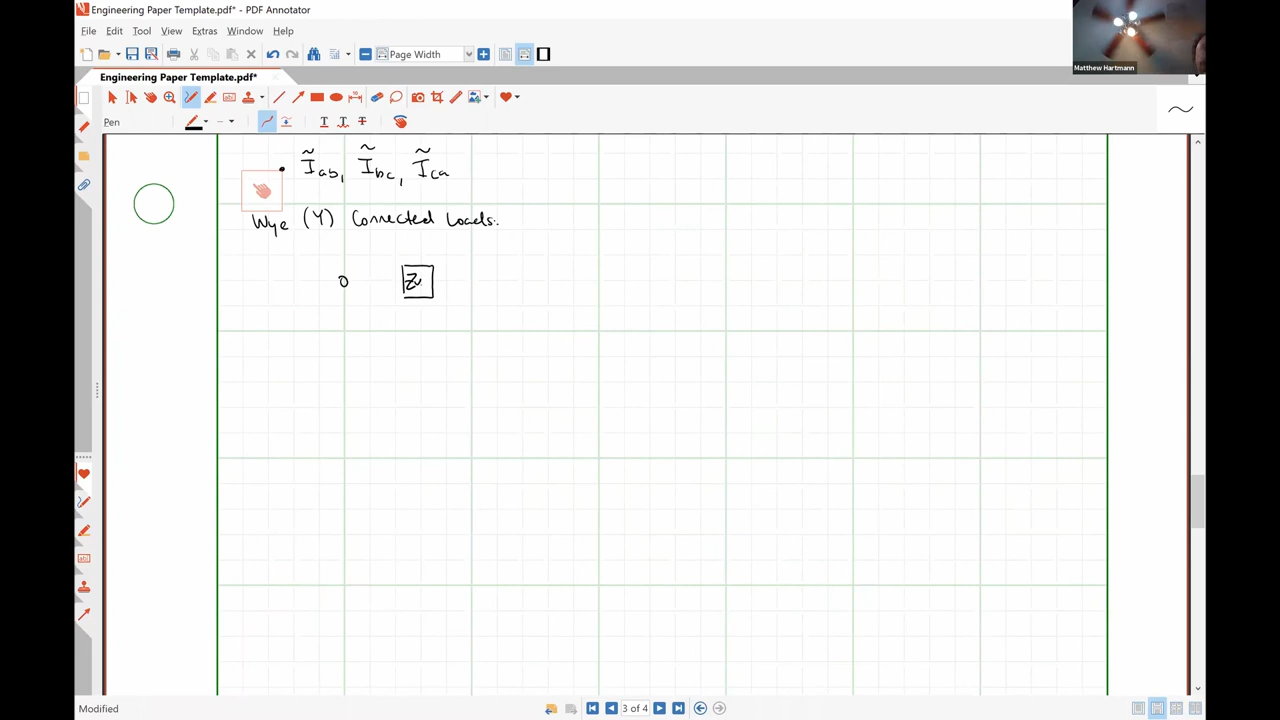 Engineering Paper Template.pdf* - PDF Annotator
File Edit Tool View Extras Window Help
Page Width
Matthew Hartmann
Engineering Paper Template.pdf*
Pen
• Ĩab, Ĩbc, Ĩca
Wye (Y) Connected Loads:
Modified
3 of 4